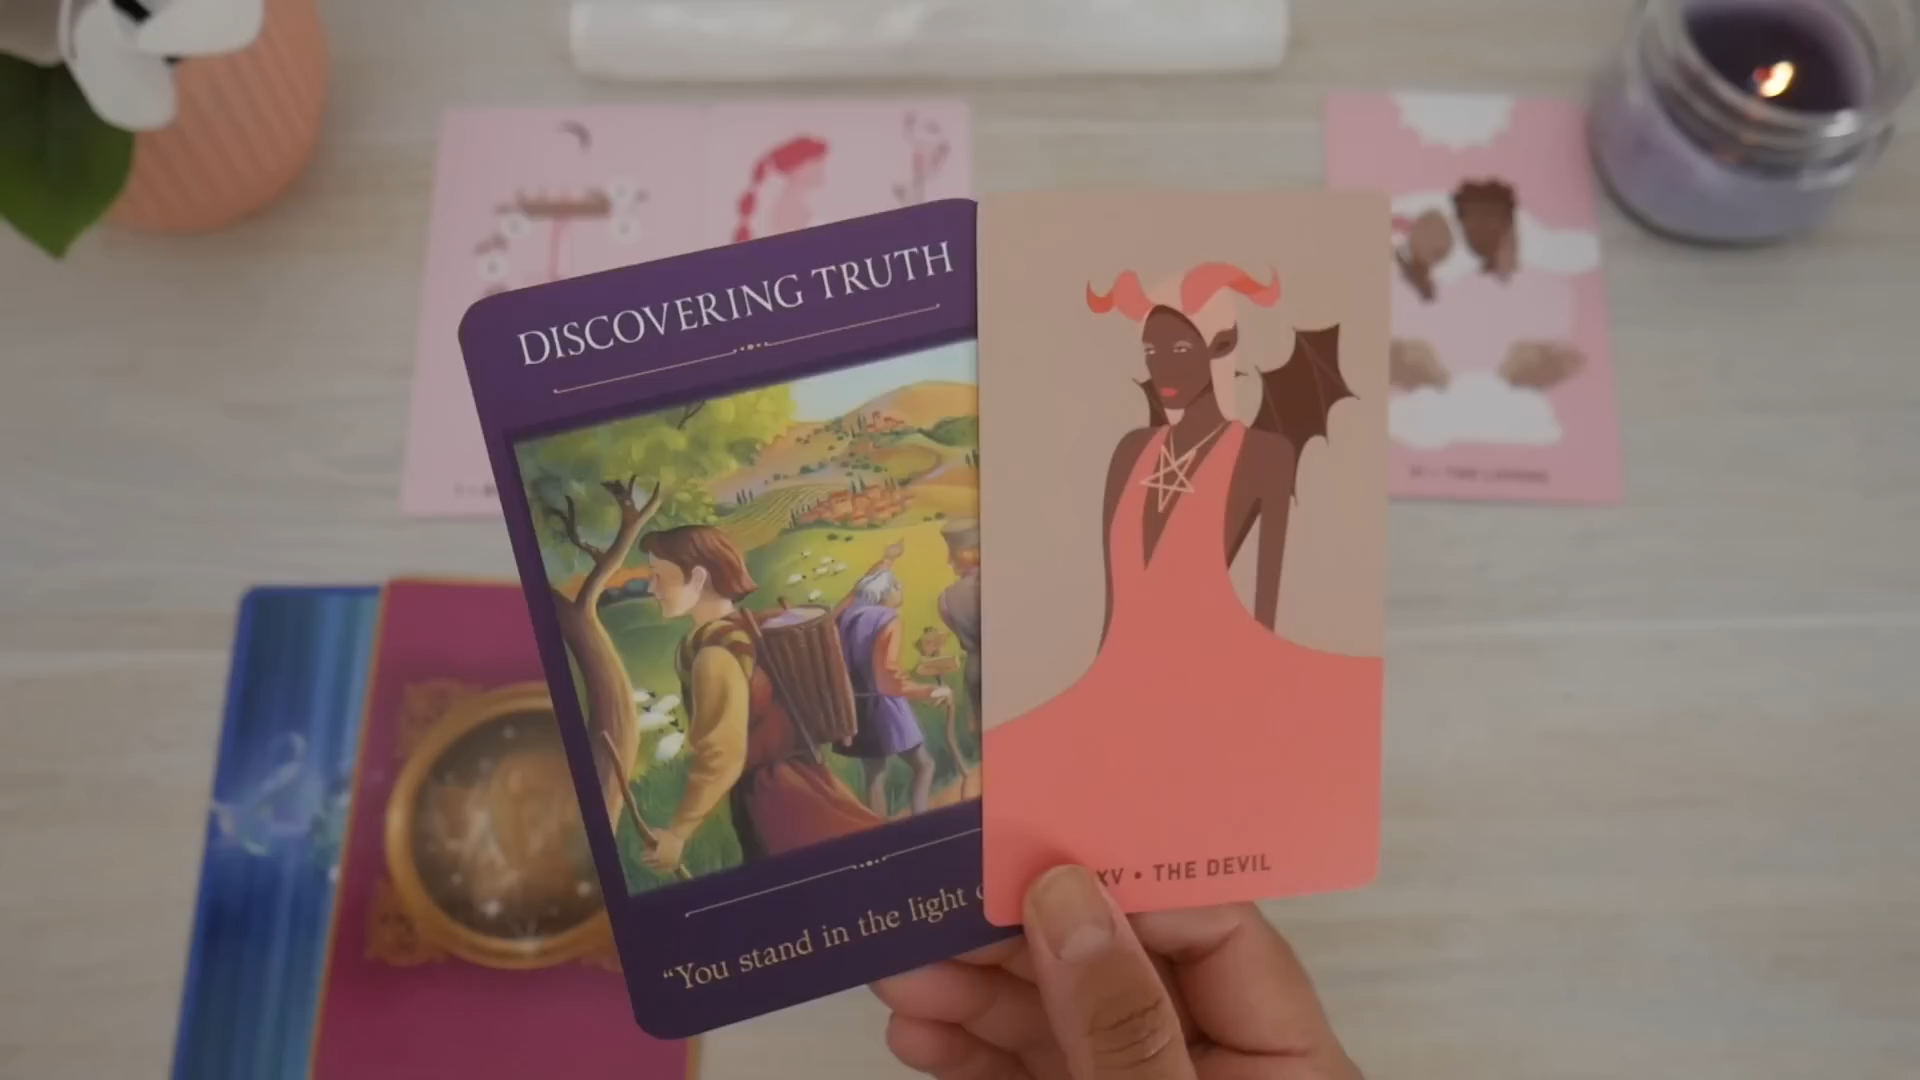 DISCOVERING TRUTH
XV • THE DEVIL
“You stand in the light